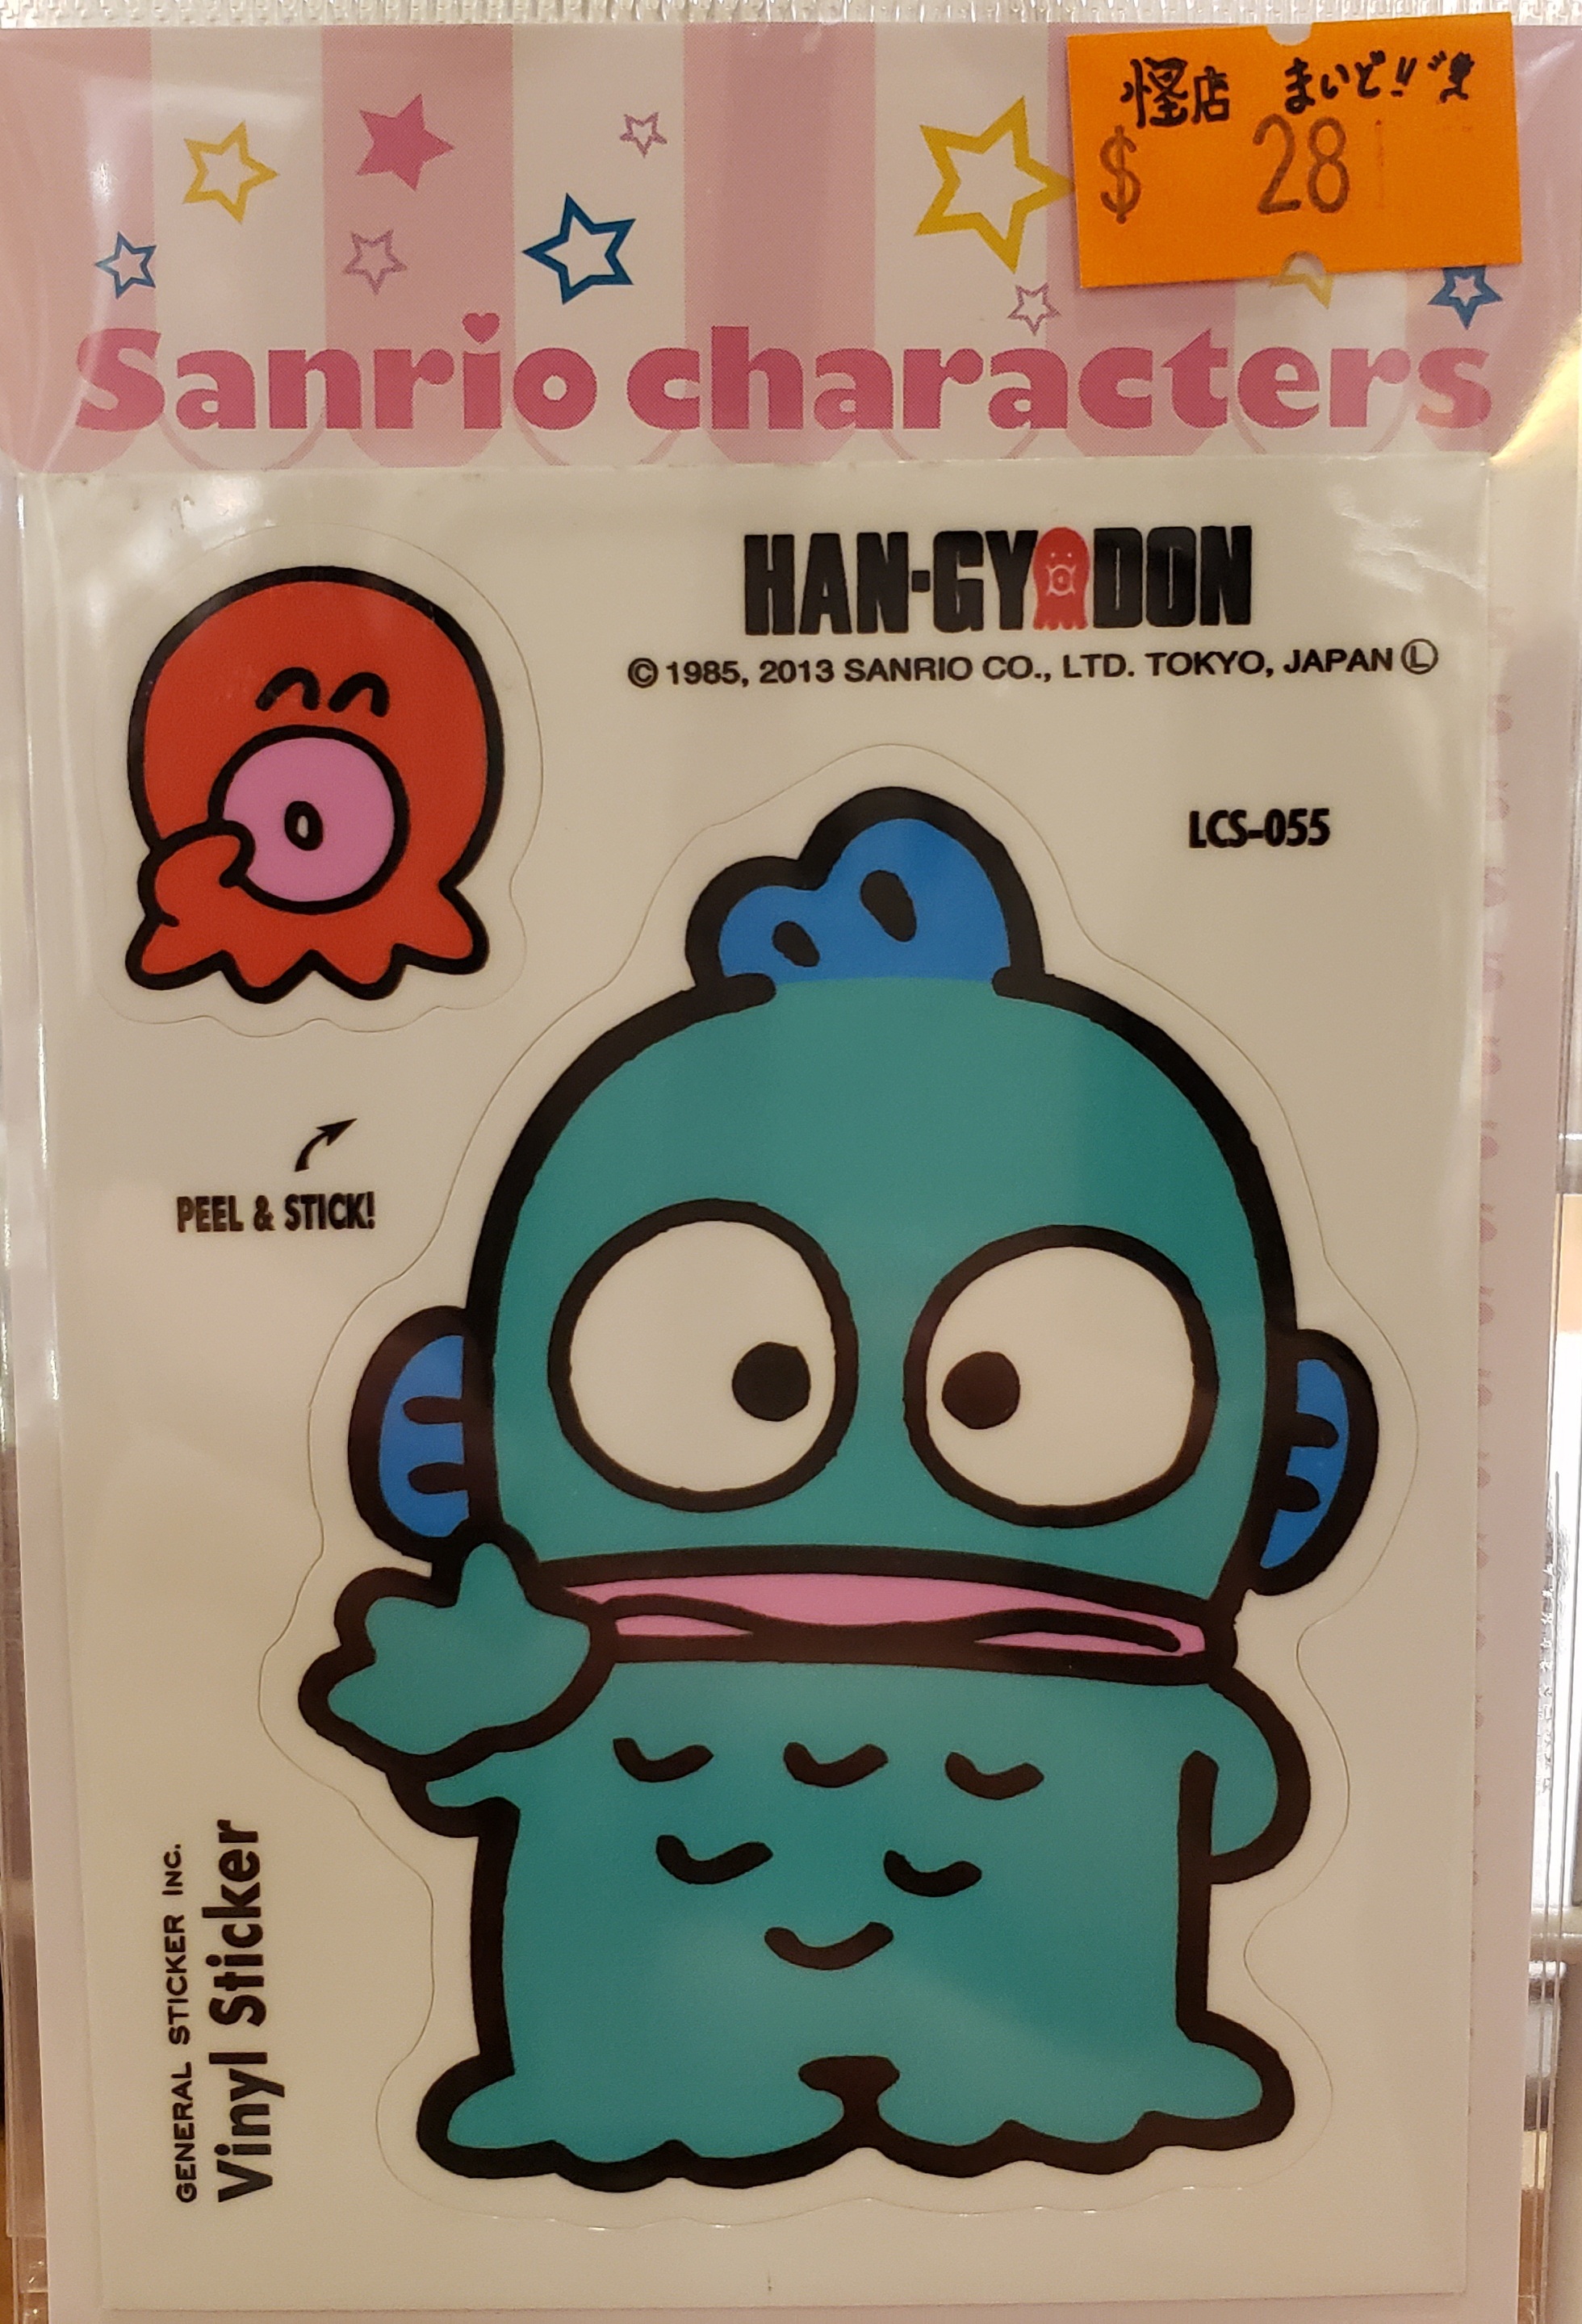 怪店 まいど!!
$ 28
Sanrio characters
HAN-GYODON
© 1985, 2013 SANRIO CO., LTD. TOKYO, JAPAN Ⓛ
LCS-055
PEEL & STICK!
GENERAL STICKER INC.
Vinyl Sticker